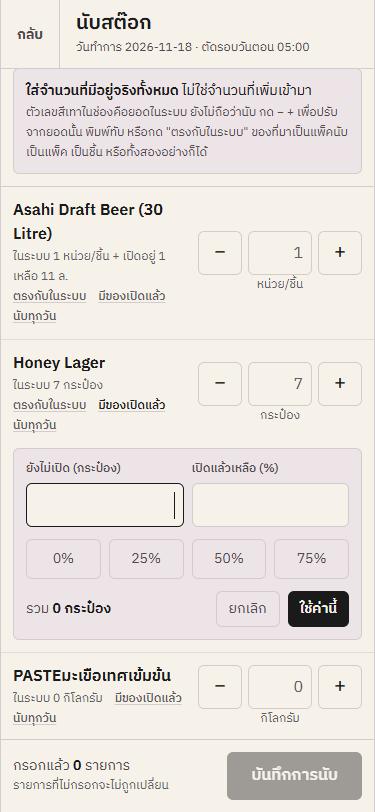 กลับ
นับสต๊อก
วันทำการ 2026-11-18 · ตัดรอบวันตอน 05:00
ใส่จำนวนที่มีอยู่จริงทั้งหมด ไม่ใช่จำนวนที่เพิ่มเข้ามา
ตัวเลขสีเทาในช่องคือยอดในระบบ ยังไม่ถือว่านับ กด − + เพื่อปรับ
จากยอดนั้น พิมพ์ทับ หรือกด "ตรงกับในระบบ" ของที่มาเป็นแพ็คนับ
เป็นแพ็ค เป็นชิ้น หรือทั้งสองอย่างก็ได้
Asahi Draft Beer (30
Litre)
ในระบบ 1 หน่วย/ชิ้น + เปิดอยู่ 1
เหลือ 11 ล.
ตรงกับในระบบ มีของเปิดแล้ว
นับทุกวัน
− 1 +
หน่วย/ชิ้น
Honey Lager
ในระบบ 7 กระป๋อง
ตรงกับในระบบ มีของเปิดแล้ว
นับทุกวัน
− 7 +
กระป๋อง
ยังไม่เปิด (กระป๋อง) เปิดแล้วเหลือ (%)
0% 25% 50% 75%
รวม 0 กระป๋อง ยกเลิก ใช้ค่านี้
PASTEมะเขือเทศเข้มข้น
ในระบบ 0 กิโลกรัม มีของเปิดแล้ว
นับทุกวัน
− 0 +
กิโลกรัม
กรอกแล้ว 0 รายการ
รายการที่ไม่กรอกจะไม่ถูกเปลี่ยน
บันทึกการนับ